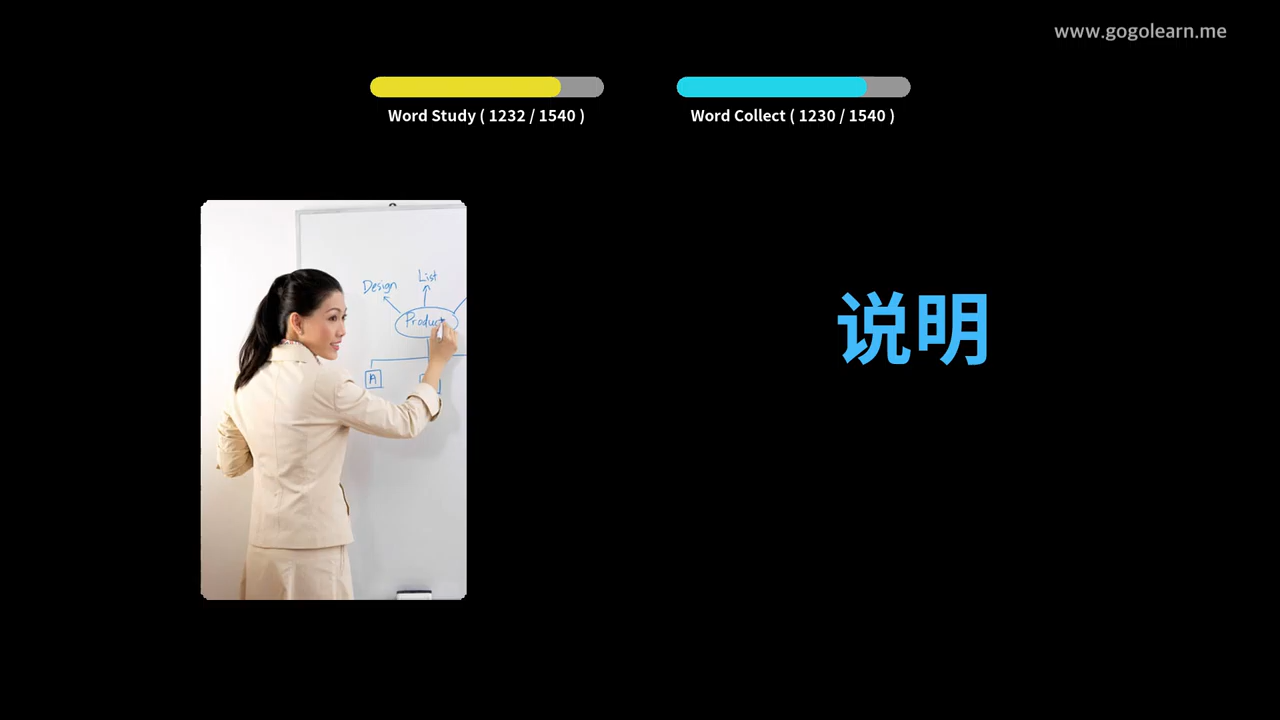 www.gogolearn.me
Word Study ( 1232 / 1540 )
Word Collect ( 1230 / 1540 )
说明
List
Design
Product
A